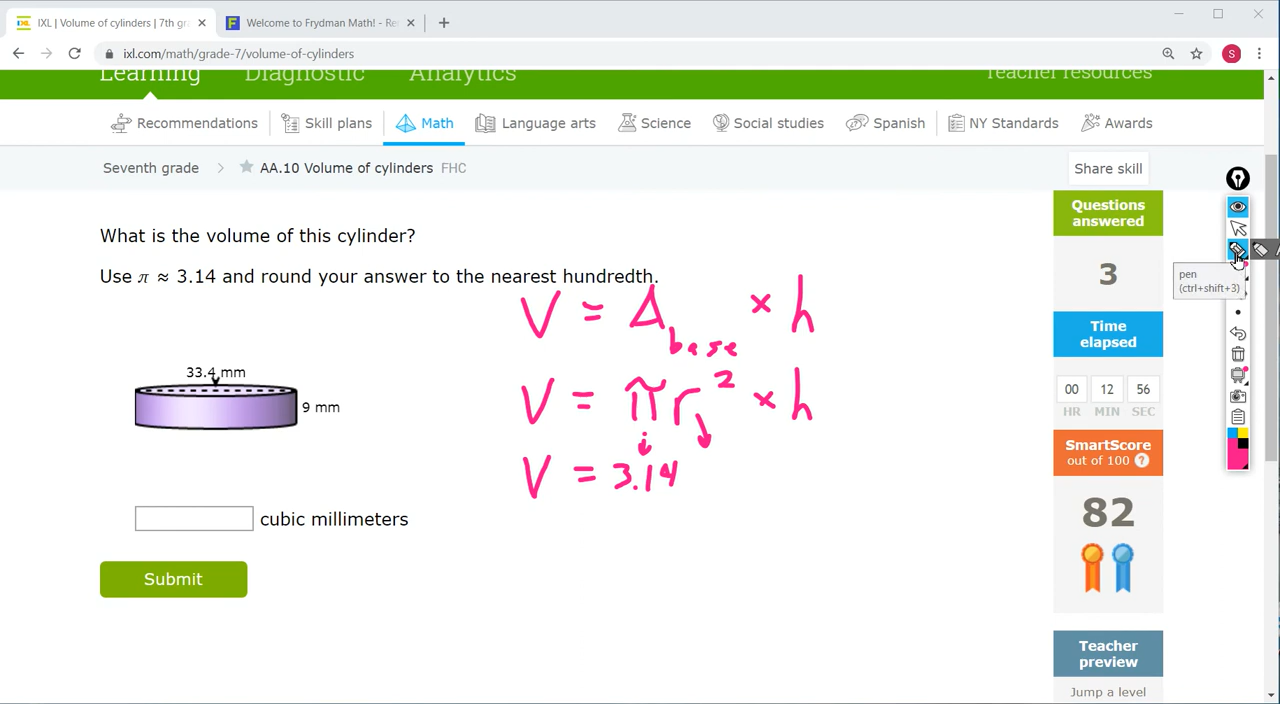 IXL | Volume of cylinders | 7th gra
Welcome to Frydman Math! - Re
ixl.com/math/grade-7/volume-of-cylinders
S
Learning Diagnostic Analytics Teacher resources
Recommendations Skill plans Math Language arts Science Social studies Spanish NY Standards Awards
Seventh grade > AA.10 Volume of cylinders FHC
Share skill
What is the volume of this cylinder?
Use π ≈ 3.14 and round your answer to the nearest hundredth.
V = A base × h
V = πr² × h
V = 3.14
33.4 mm
9 mm
cubic millimeters
Submit
Questions
answered
3
Time
elapsed
00 12 56
HR MIN SEC
SmartScore
out of 100 ?
82
Teacher
preview
Jump a level
pen
(ctrl+shift+3)